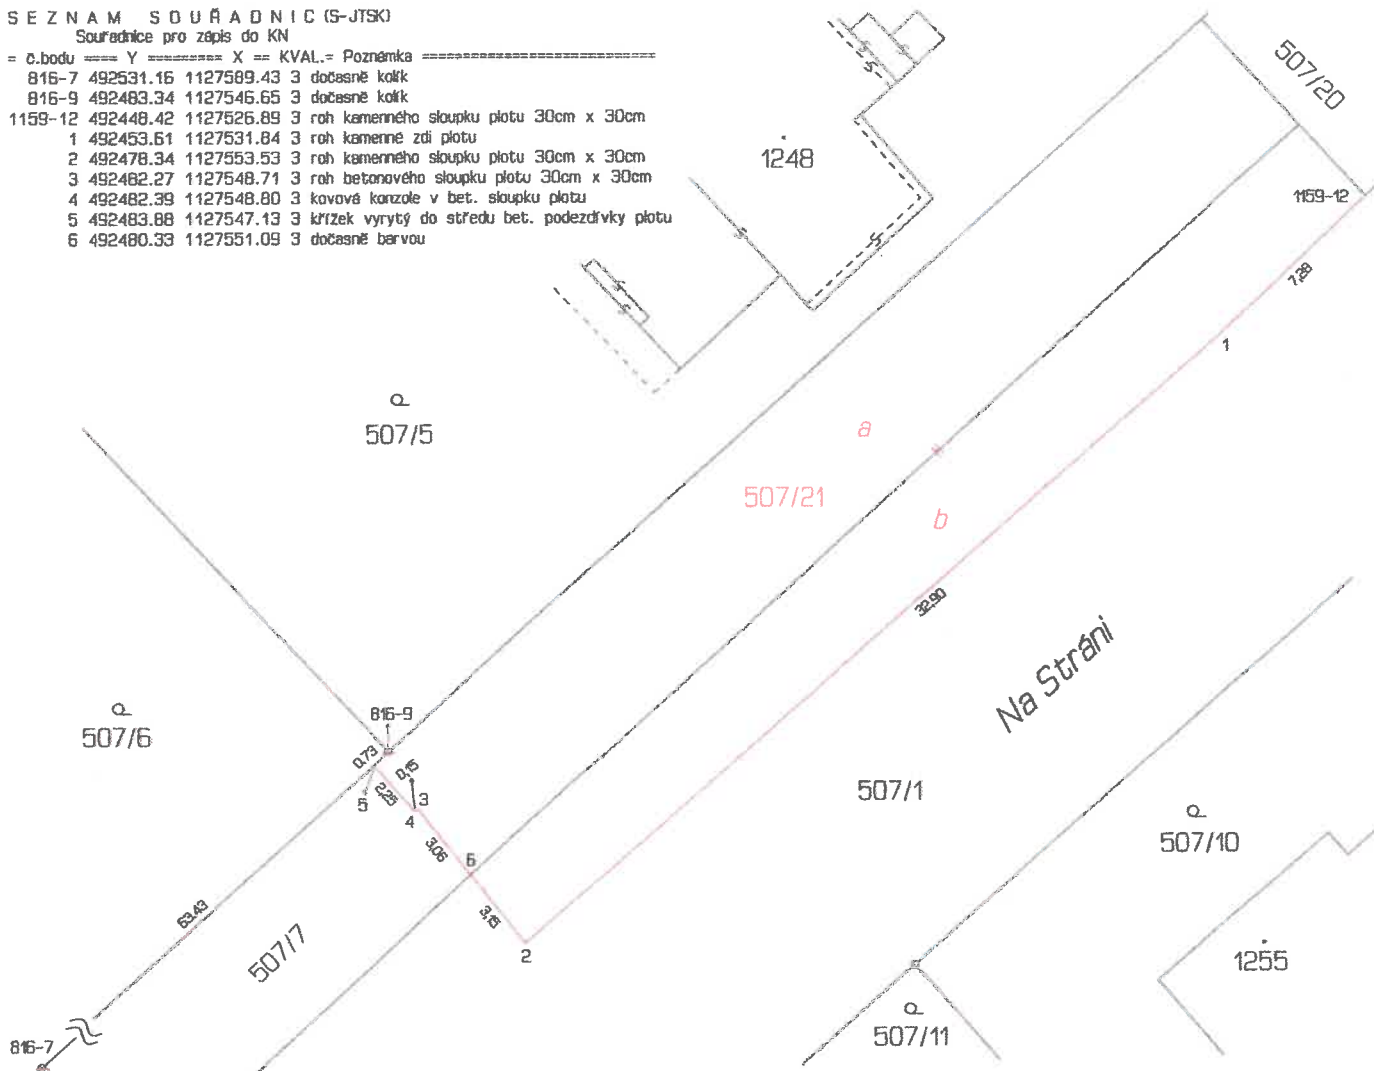 SEZNAM SOUŘADNIC (S-JTSK)
Souřadnice pro zápis do KN
= č.bodu ==== Y ========= X == KVAL.= Poznámka ============================
816-7 492531.16 1127589.43 3 dočasně kolík
816-9 492483.34 1127546.65 3 dočasně kolík
1159-12 492448.42 1127526.89 3 roh kamenného sloupku plotu 30cm x 30cm
1 492453.61 1127531.84 3 roh kamenné zdi plotu
2 492478.34 1127553.53 3 roh kamenného sloupku plotu 30cm x 30cm
3 492482.27 1127548.71 3 roh betonového sloupku plotu 30cm x 30cm
4 492482.39 1127548.80 3 kovová konzole v bet. sloupku plotu
5 492483.88 1127547.13 3 křížek vyrytý do středu bet. podezdívky plotu
6 492480.33 1127551.09 3 dočasně barvou
507/20
1248
1159-12
7,28
1
507/5
a
507/21
b
32,90
Na Stráni
816-9
507/6
0,73
0,15
2,25
5
3
4
507/1
507/10
3,06
6
63,43
3,15
507/7
2
1255
507/11
816-7